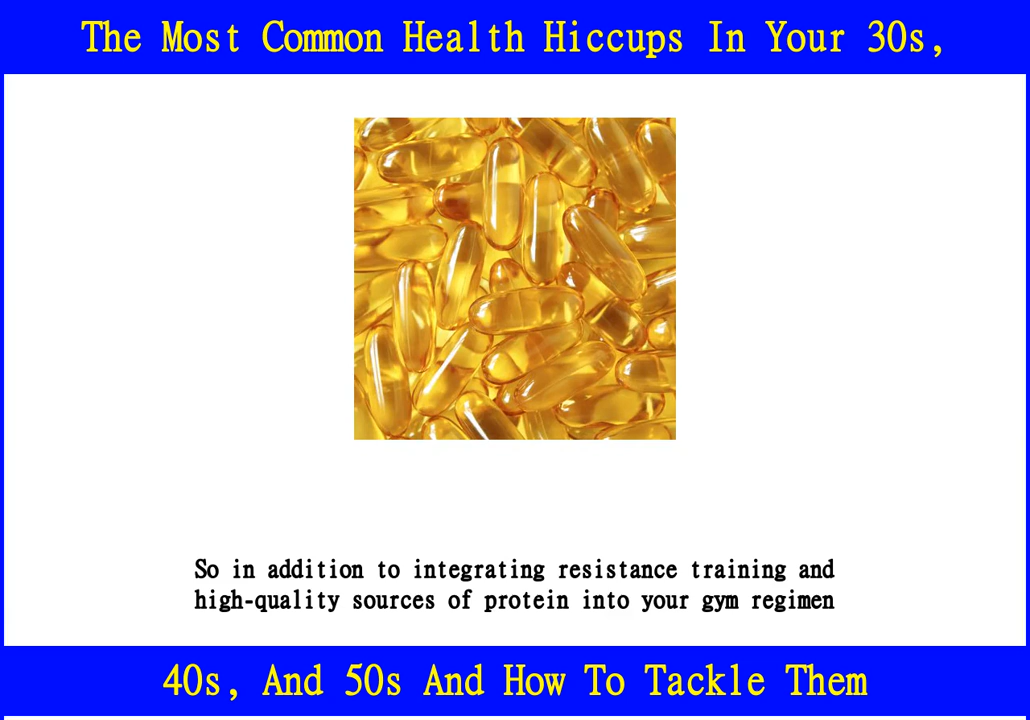 The Most Common Health Hiccups In Your 30s,
So in addition to integrating resistance training and
high-quality sources of protein into your gym regimen
40s, And 50s And How To Tackle Them